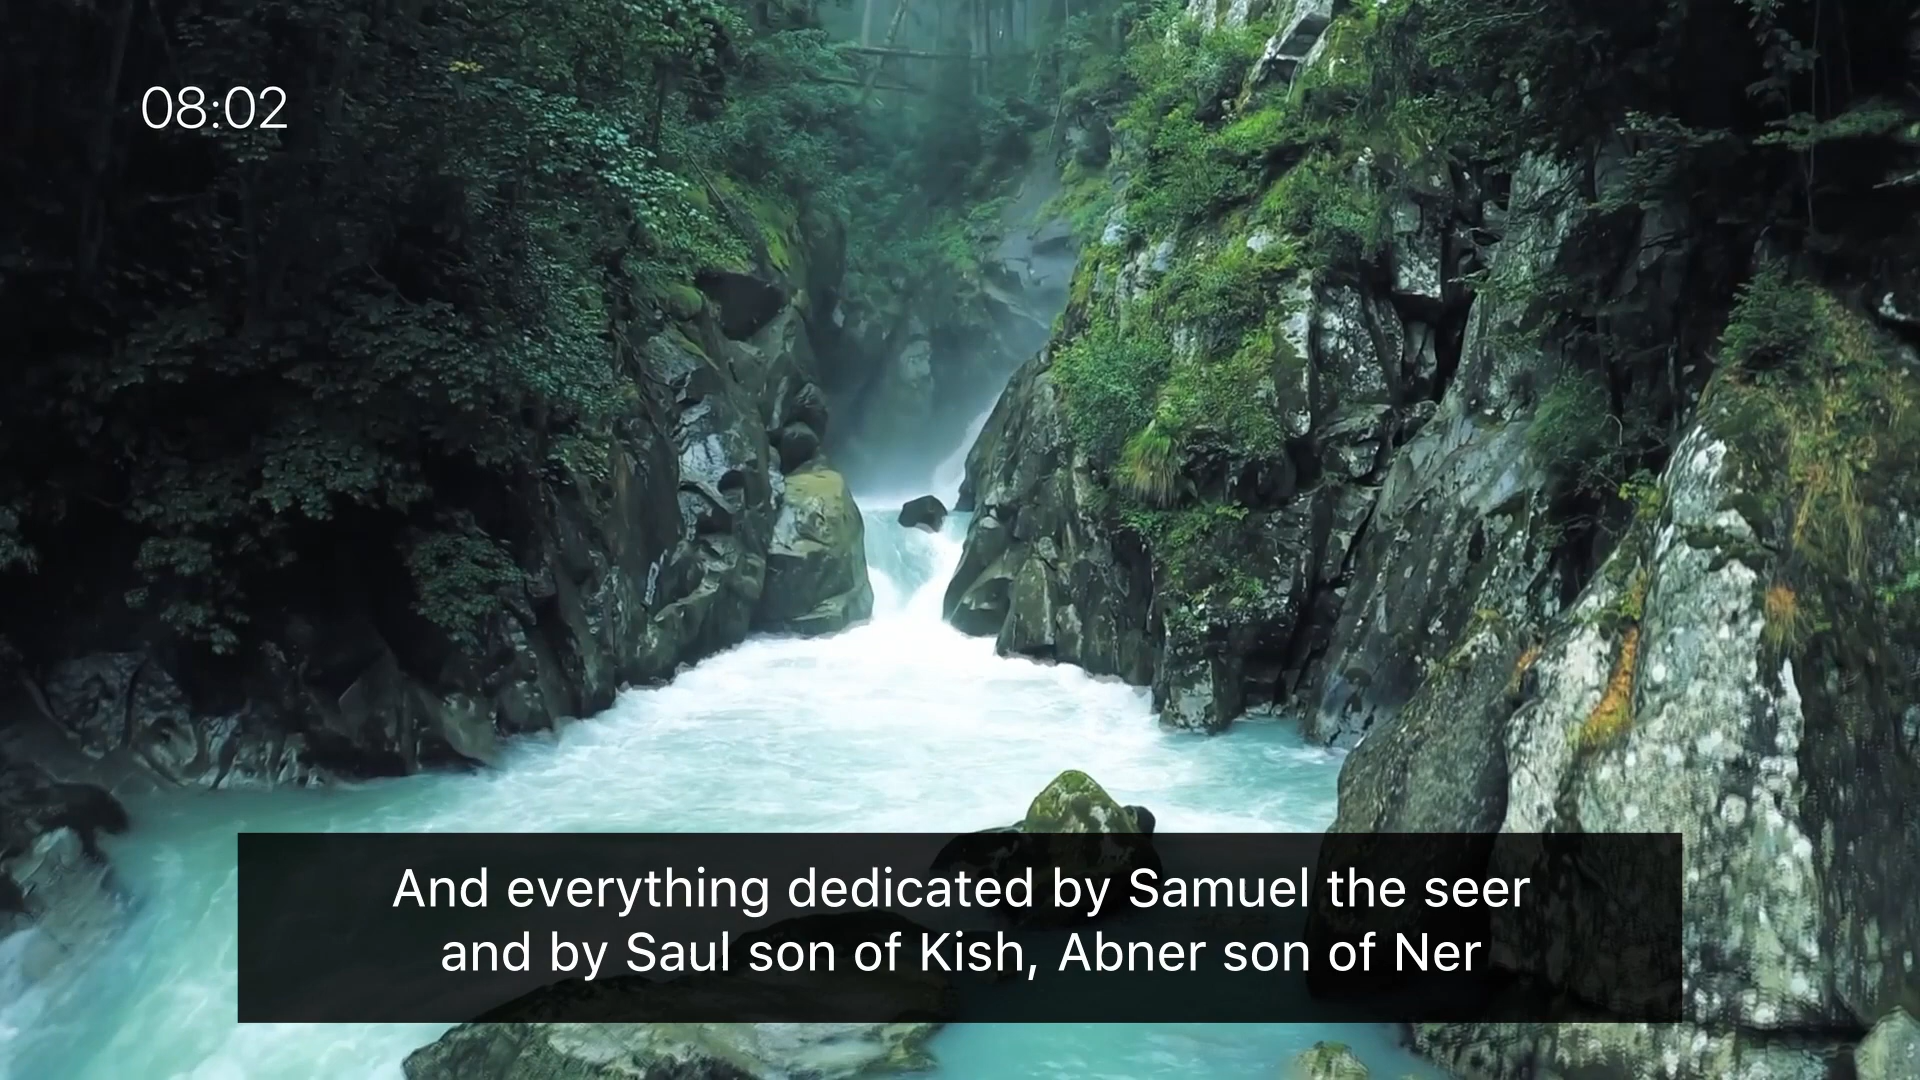 08:02
And everything dedicated by Samuel the seer
and by Saul son of Kish, Abner son of Ner